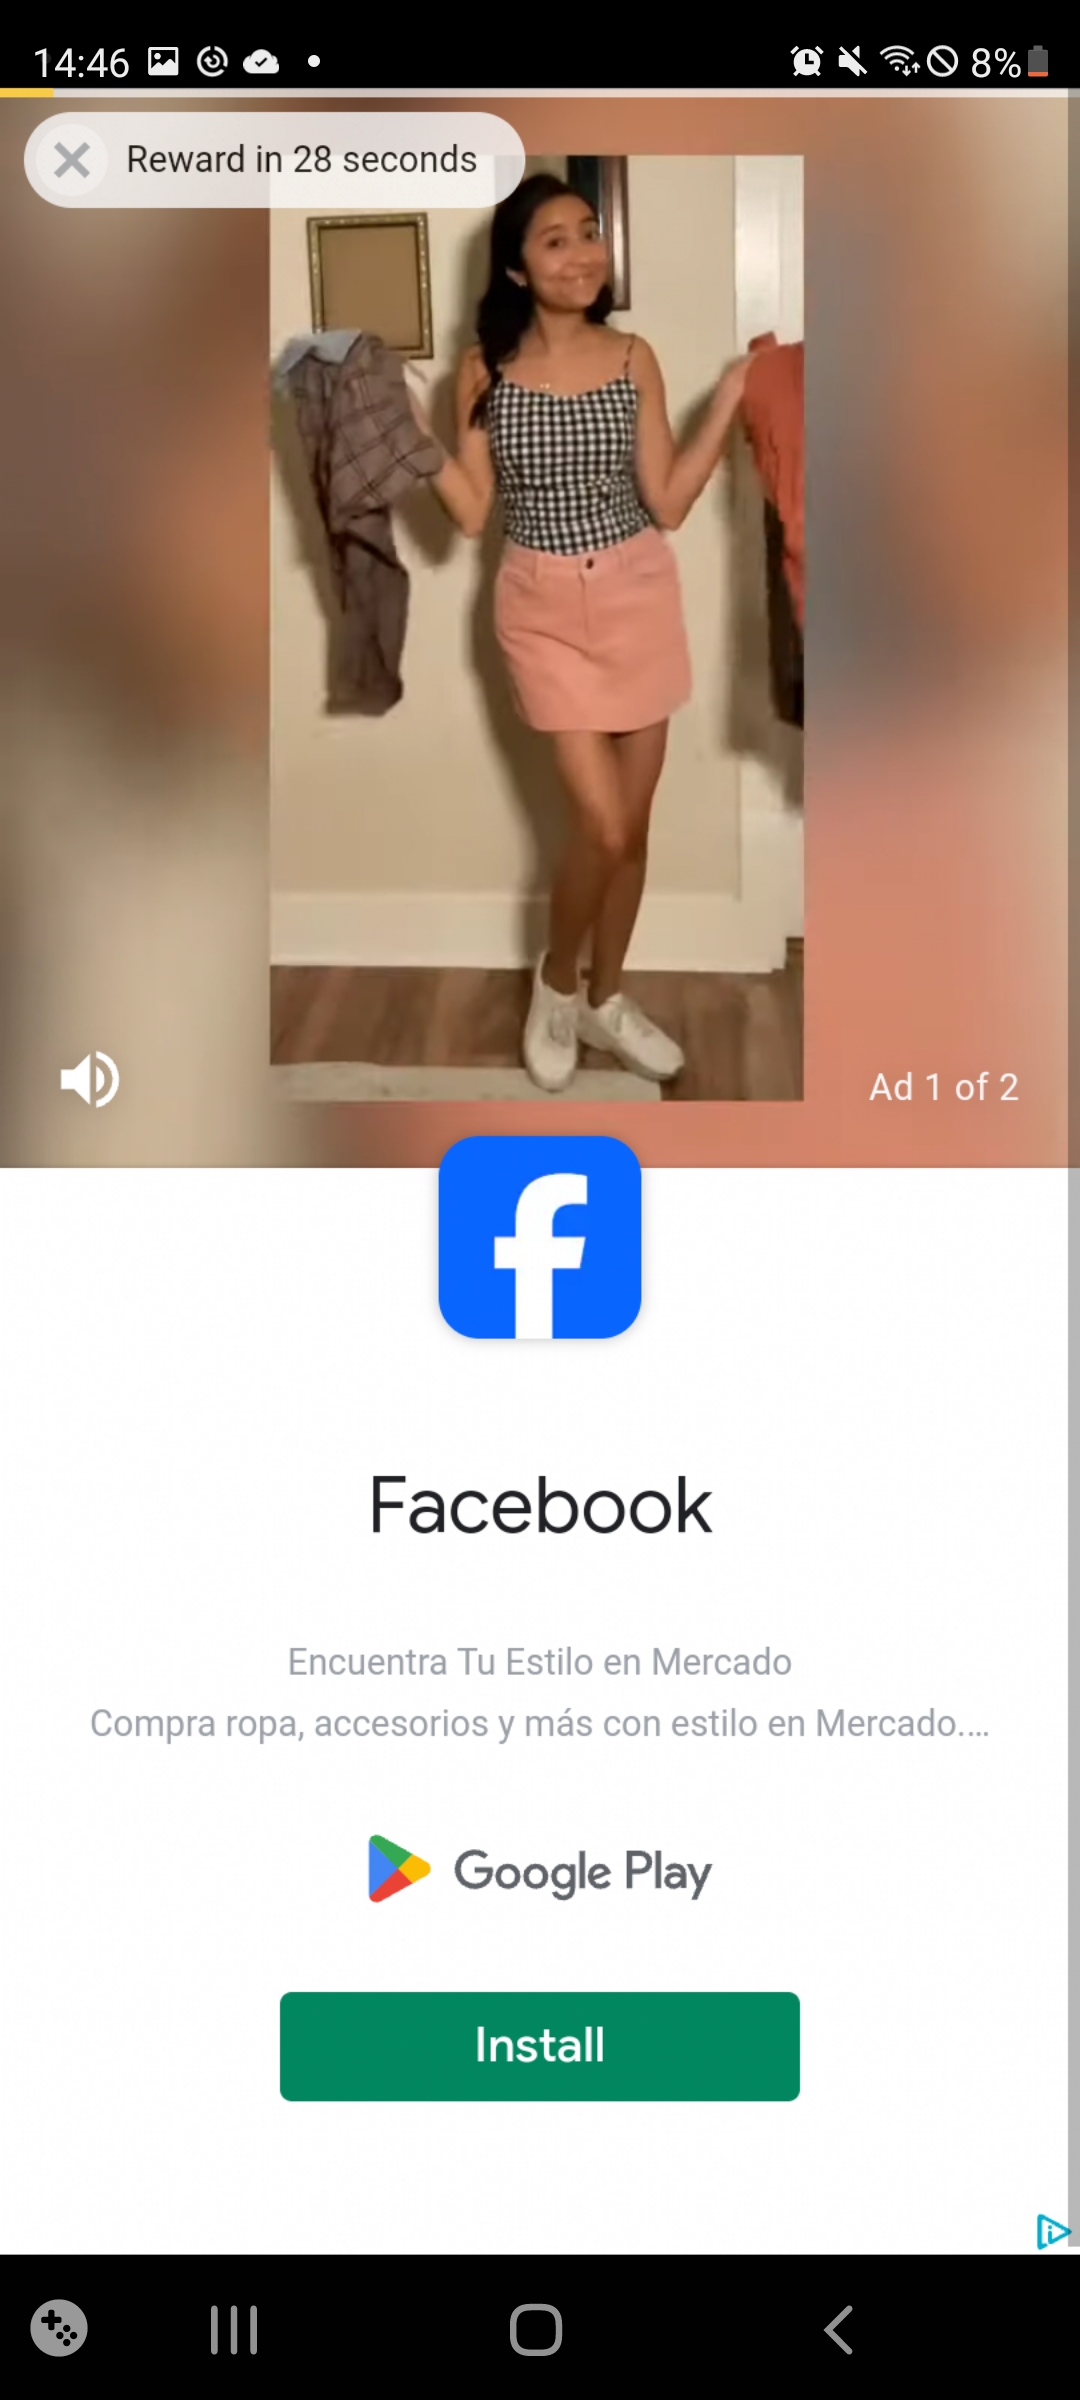 14:46
8%
Reward in 28 seconds
Ad 1 of 2
Facebook
Encuentra Tu Estilo en Mercado
Compra ropa, accesorios y más con estilo en Mercado....
Google Play
Install